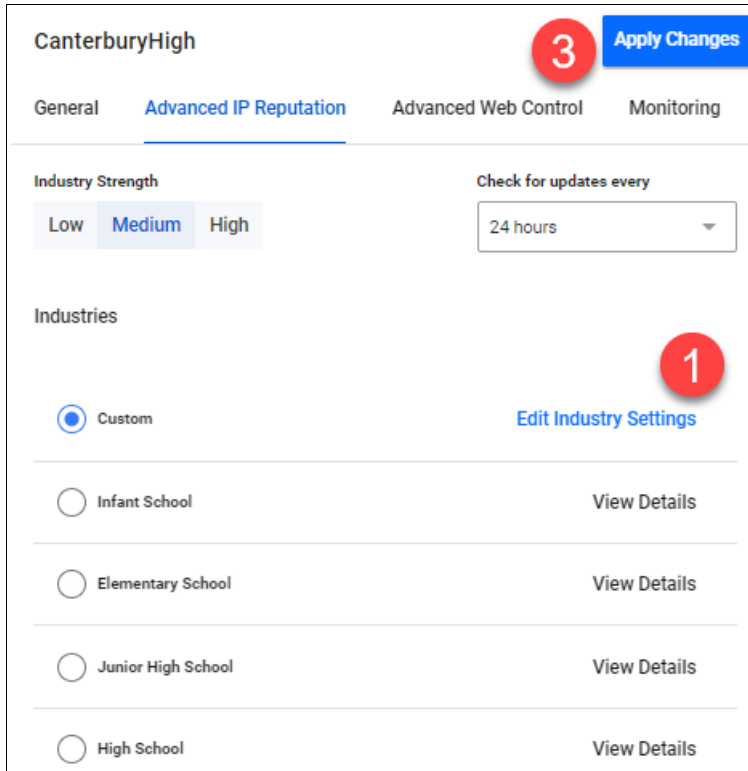 CanterburyHigh
3
Apply Changes
General Advanced IP Reputation Advanced Web Control Monitoring
Industry Strength Check for updates every
Low Medium High 24 hours
Industries
1
Custom Edit Industry Settings
Infant School View Details
Elementary School View Details
Junior High School View Details
High School View Details